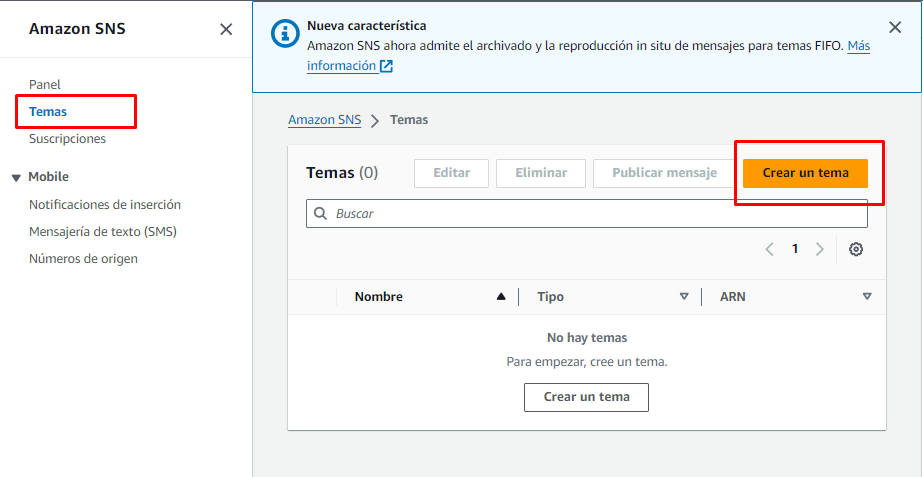 Amazon SNS
Panel
Temas
Suscripciones
Mobile
Notificaciones de inserción
Mensajería de texto (SMS)
Números de origen
Nueva característica
Amazon SNS ahora admite el archivado y la reproducción in situ de mensajes para temas FIFO. Más
información
Amazon SNS Temas
Temas (0) Editar Eliminar Publicar mensaje Crear un tema
Buscar
1
Nombre Tipo ARN
No hay temas
Para empezar, cree un tema.
Crear un tema